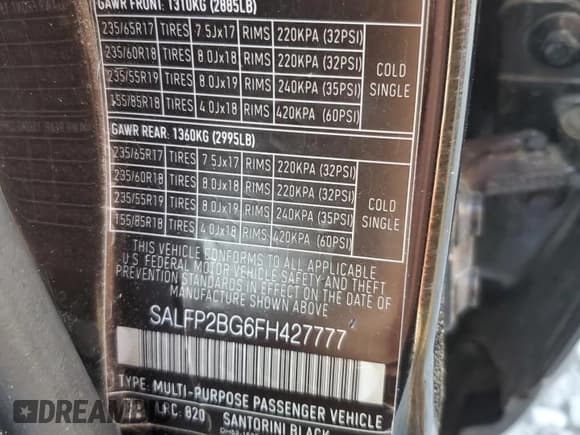 GAWR FRONT: 1310KG (2885LB)
235/65R17 TIRES 7.5Jx17 RIMS 220KPA (32PSI)
235/60R18 TIRES 8.0Jx18 RIMS 220KPA (32PSI) COLD
235/55R19 TIRES 8.0Jx19 RIMS 240KPA (35PSI) SINGLE
155/85R18 TIRES 4.0Jx18 RIMS 420KPA (60PSI)
GAWR REAR: 1360KG (2995LB)
235/65R17 TIRES 7.5Jx17 RIMS 220KPA (32PSI)
235/60R18 TIRES 8.0Jx18 RIMS 220KPA (32PSI) COLD
235/55R19 TIRES 8.0Jx19 RIMS 240KPA (35PSI) SINGLE
155/85R18 TIRES 4.0Jx18 RIMS 420KPA (60PSI)
THIS VEHICLE CONFORMS TO ALL APPLICABLE
U.S. FEDERAL MOTOR VEHICLE SAFETY AND THEFT
PREVENTION STANDARDS IN EFFECT ON THE DATE OF
MANUFACTURE SHOWN ABOVE
SALFP2BG6FH427777
TYPE: MULTI-PURPOSE PASSENGER VEHICLE
LRC: 820 SANTORINI BLACK